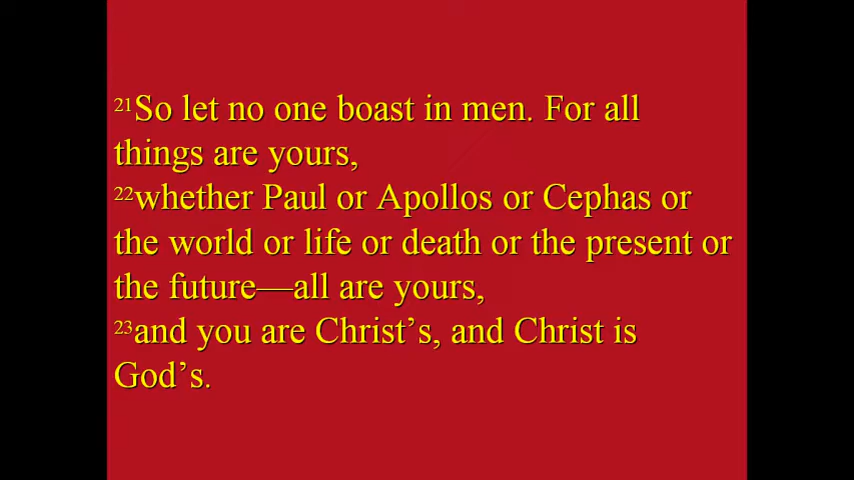 21So let no one boast in men. For all
things are yours,
22whether Paul or Apollos or Cephas or
the world or life or death or the present or
the future—all are yours,
23and you are Christ’s, and Christ is
God’s.